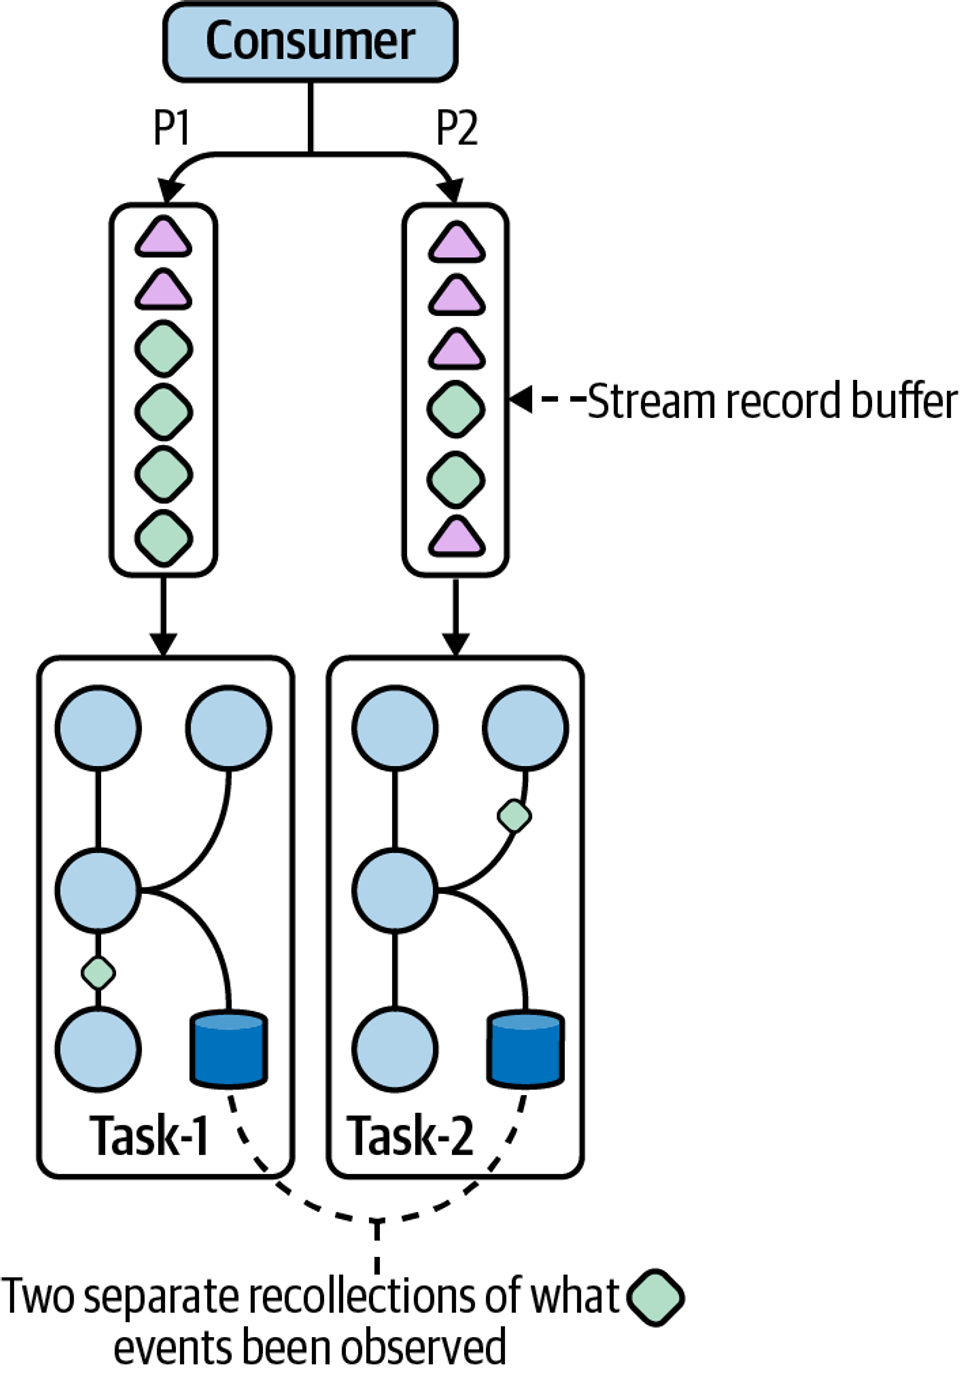 Consumer
P1
P2
Stream record buffer
Task-1
Task-2
Two separate recollections of what
events been observed